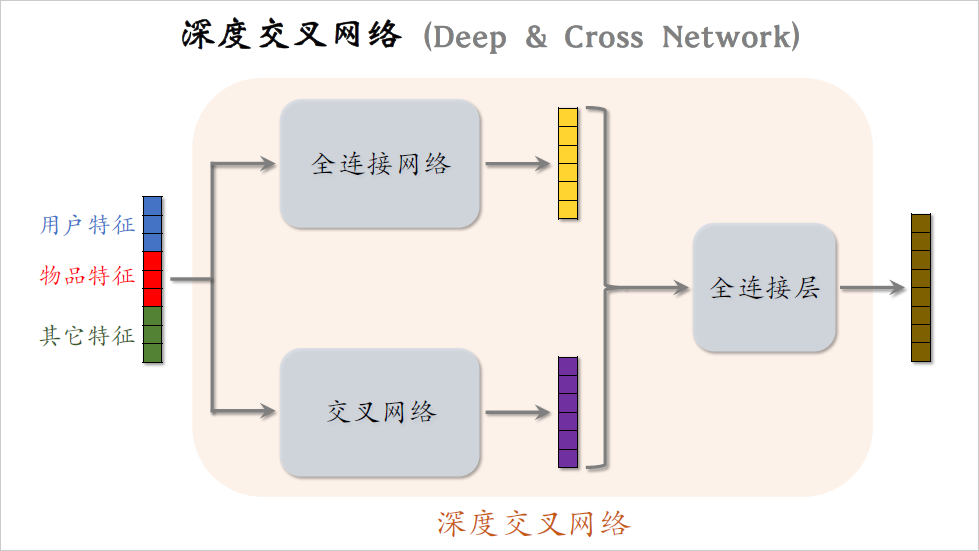 深度交叉网络 (Deep & Cross Network)
全连接网络
用户特征
物品特征
其它特征
全连接层
交叉网络
深度交叉网络